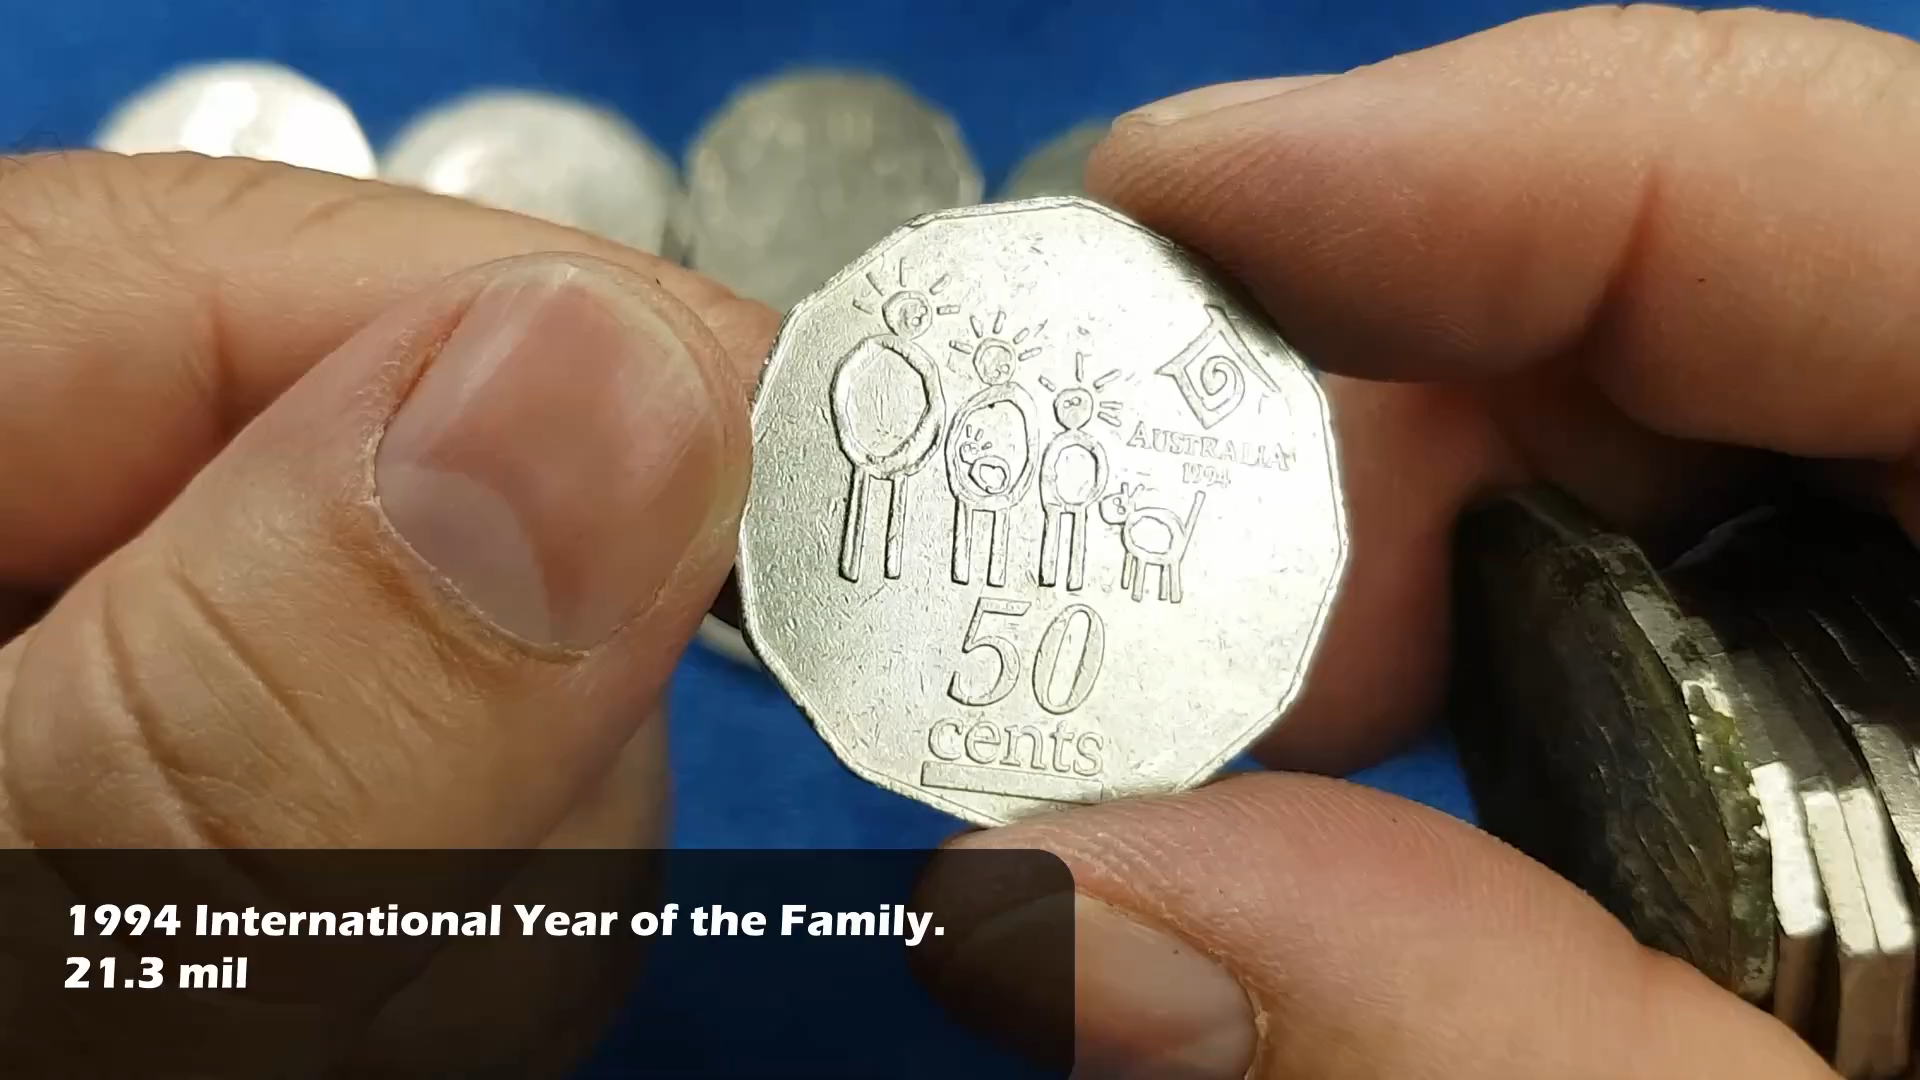 AUSTRALIA
1994
50
cents
1994 International Year of the Family.
21.3 mil